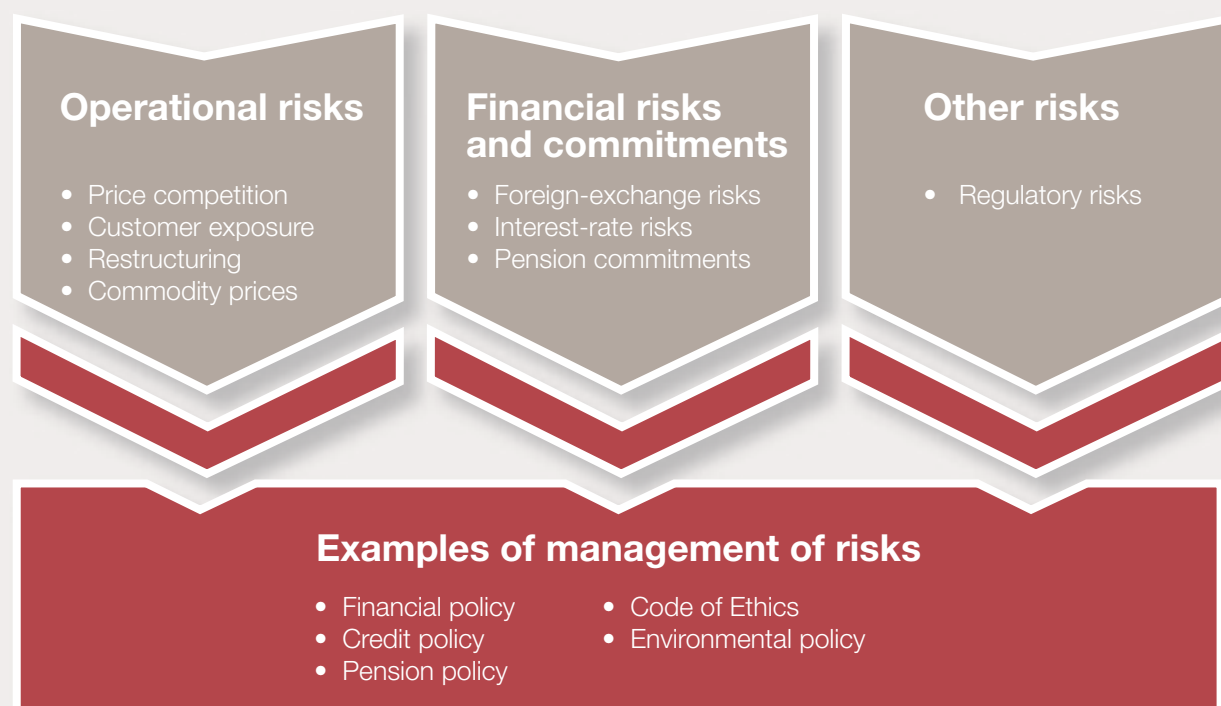 Operational risks
• Price competition
• Customer exposure
• Restructuring
• Commodity prices
Financial risks
and commitments
• Foreign-exchange risks
• Interest-rate risks
• Pension commitments
Other risks
• Regulatory risks
Examples of management of risks
• Financial policy
• Credit policy
• Pension policy
• Code of Ethics
• Environmental policy